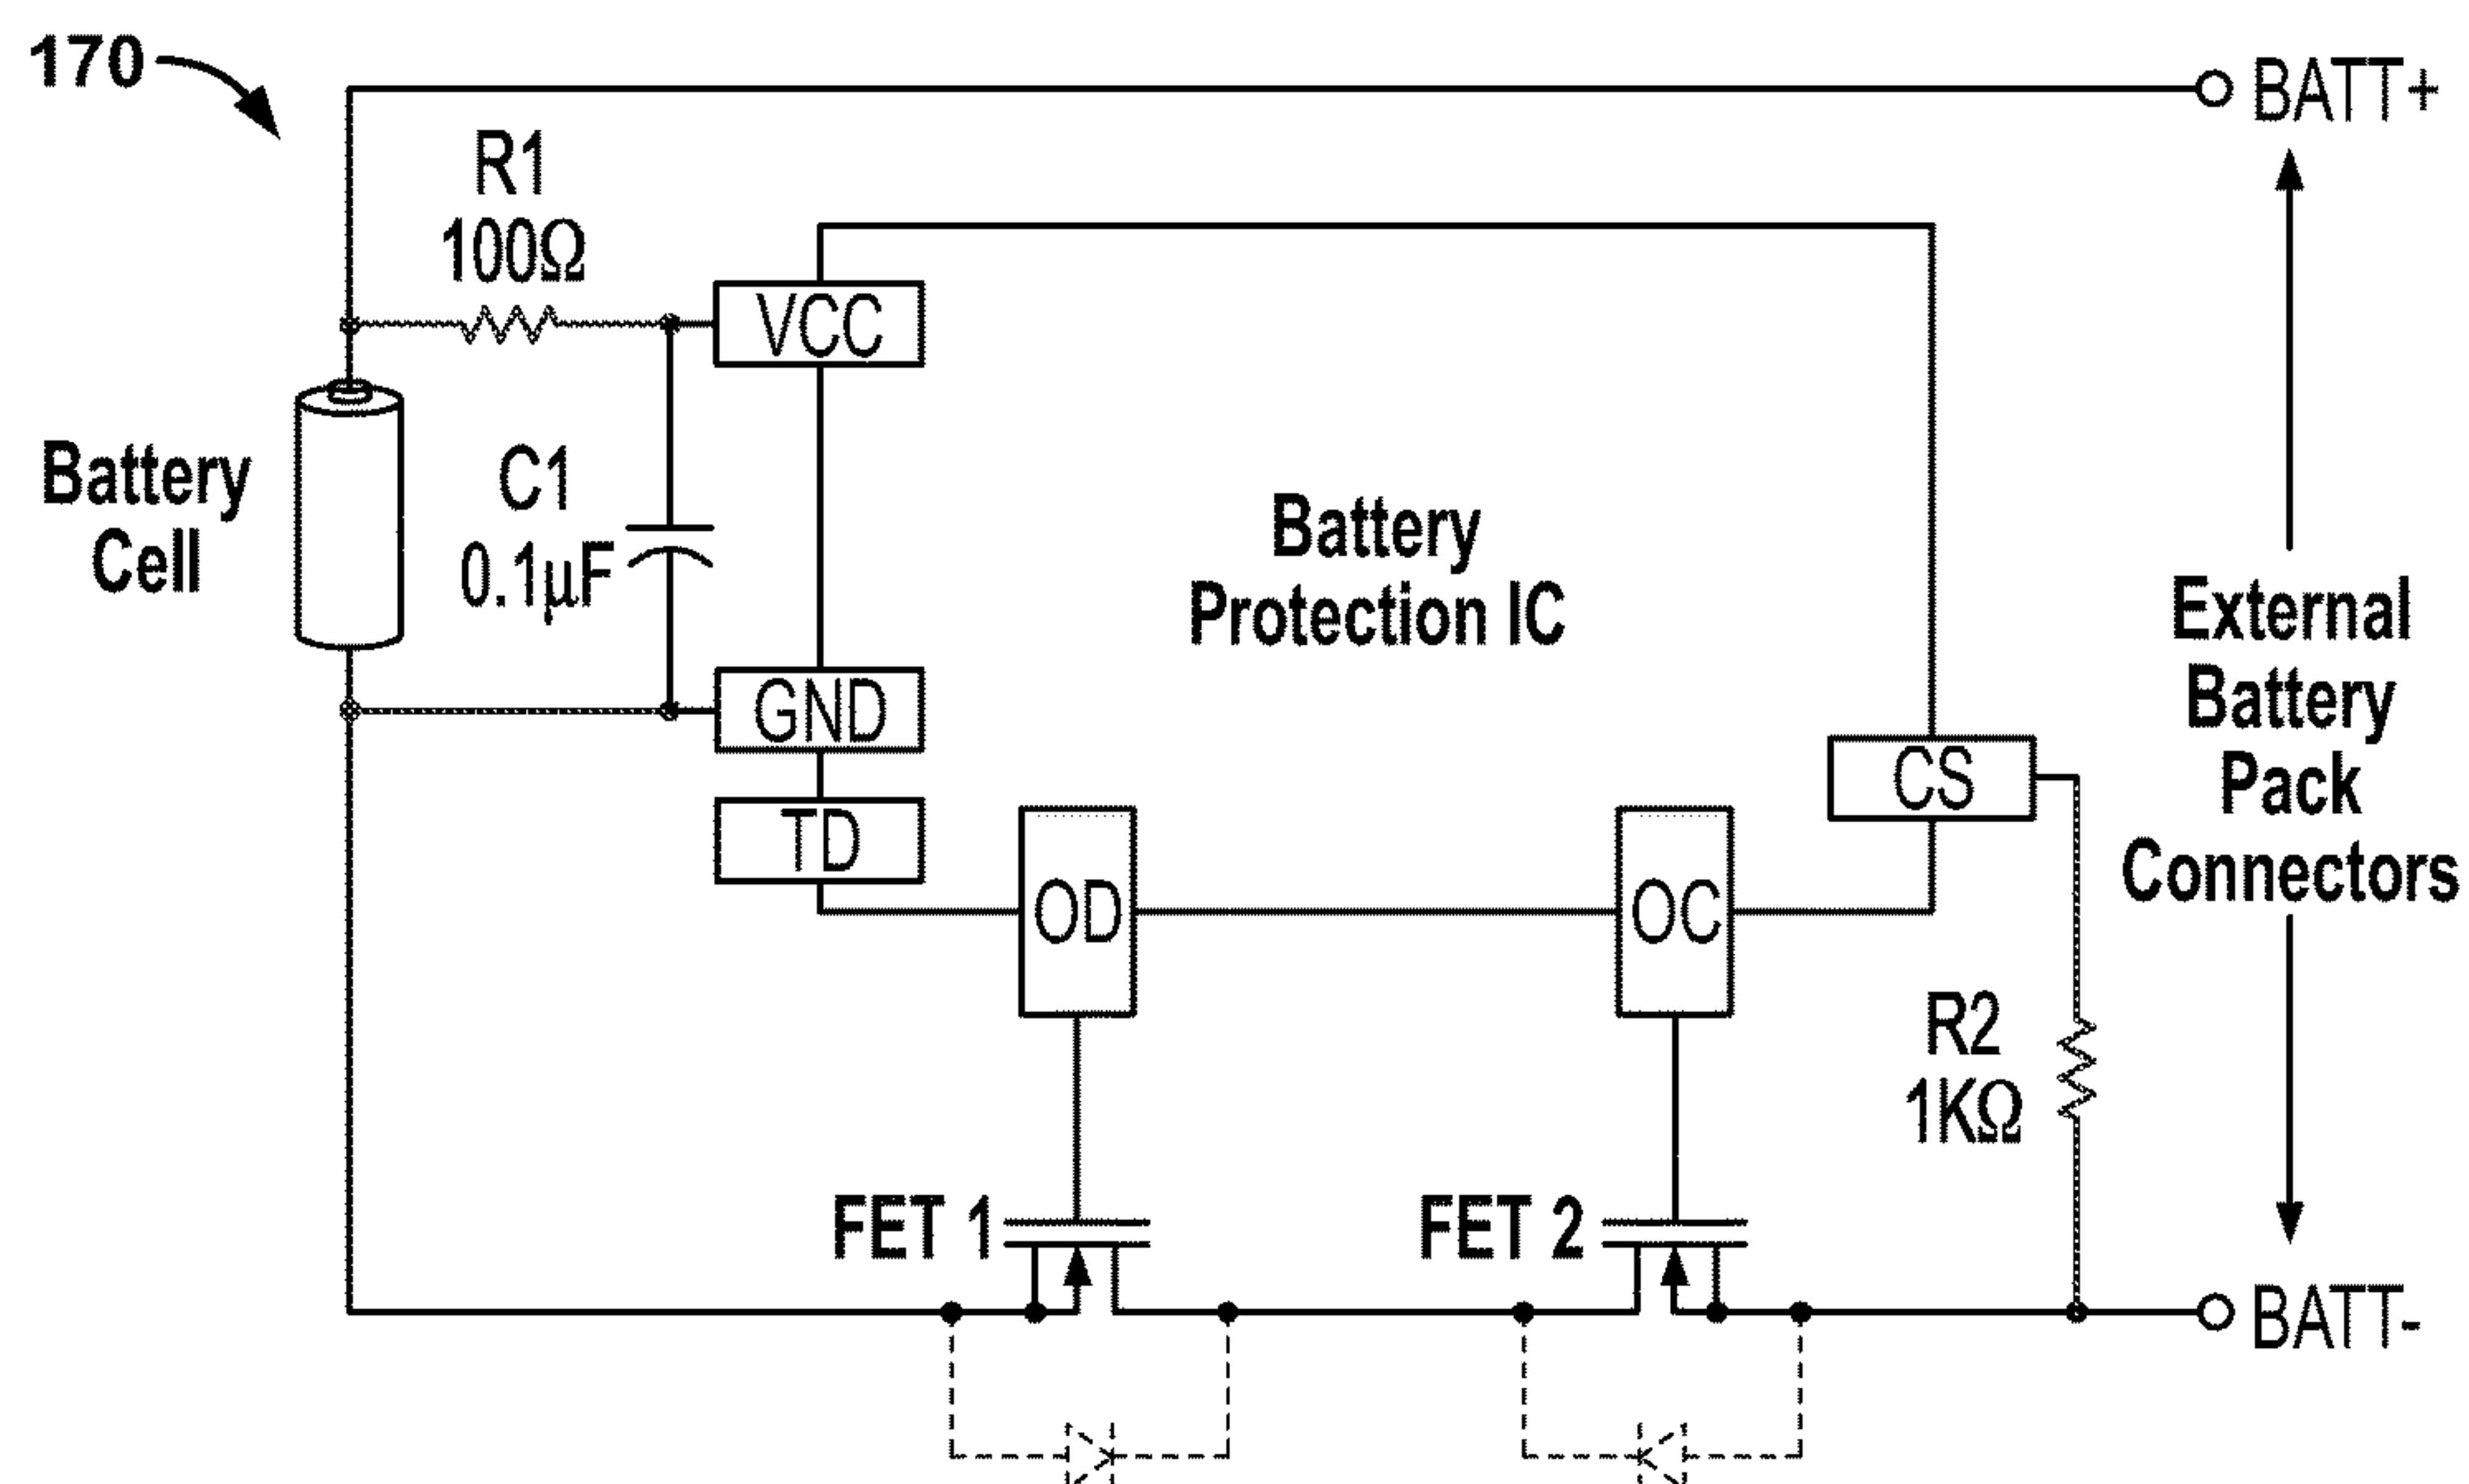 170
BATT+
R1
100Ω
VCC
Battery
Cell
C1
0.1µF
Battery
Protection IC
External
Battery
Pack
Connectors
GND
CS
TD
OD
OC
R2
1KΩ
FET 1
FET 2
BATT-